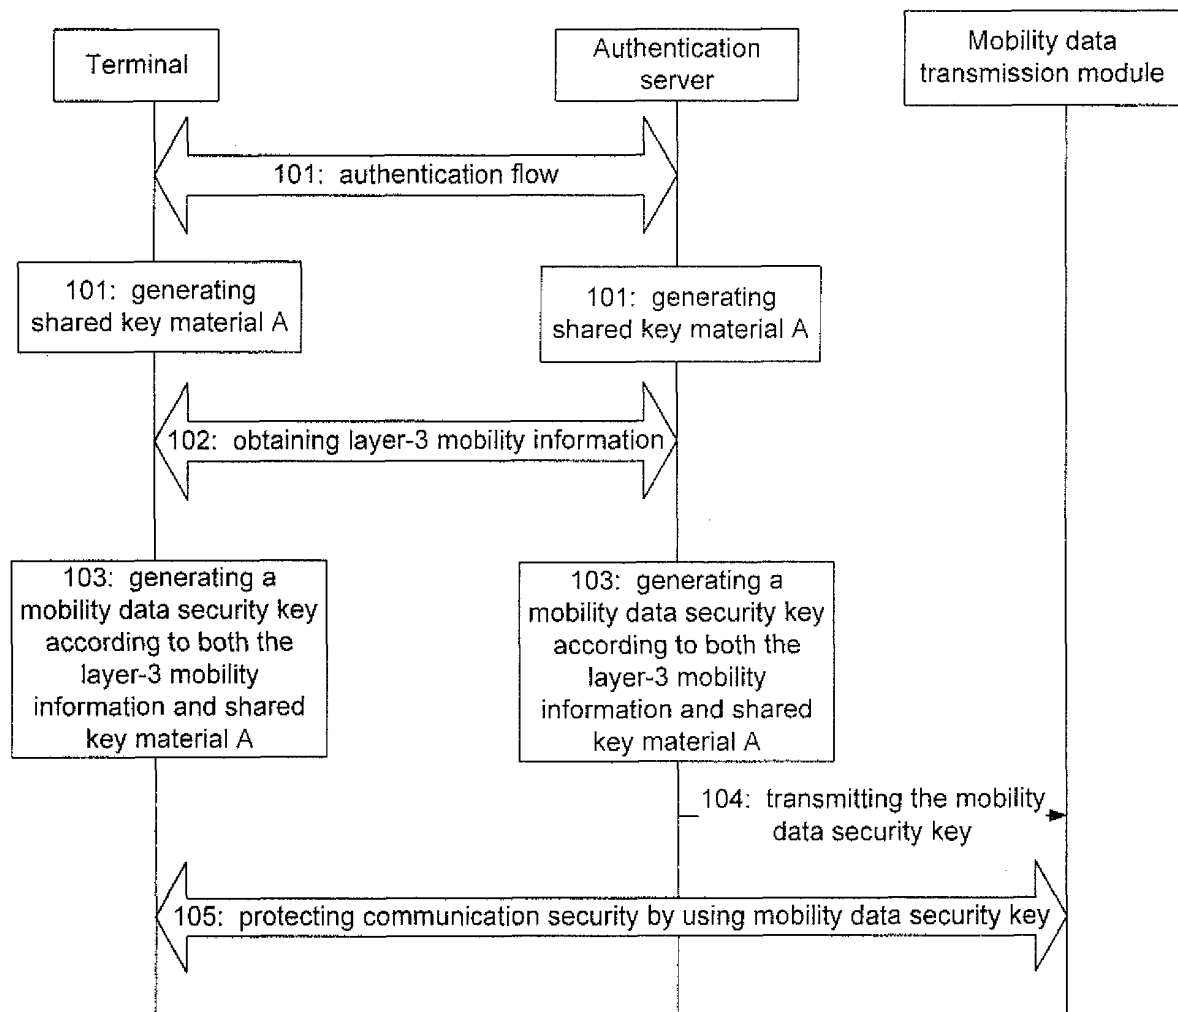 Terminal
Authentication
server
Mobility data
transmission module
101: authentication flow
101: generating
shared key material A
101: generating
shared key material A
102: obtaining layer-3 mobility information
103: generating a
mobility data security key
according to both the
layer-3 mobility
information and shared
key material A
103: generating a
mobility data security key
according to both the
layer-3 mobility
information and shared
key material A
104: transmitting the mobility
data security key
105: protecting communication security by using mobility data security key